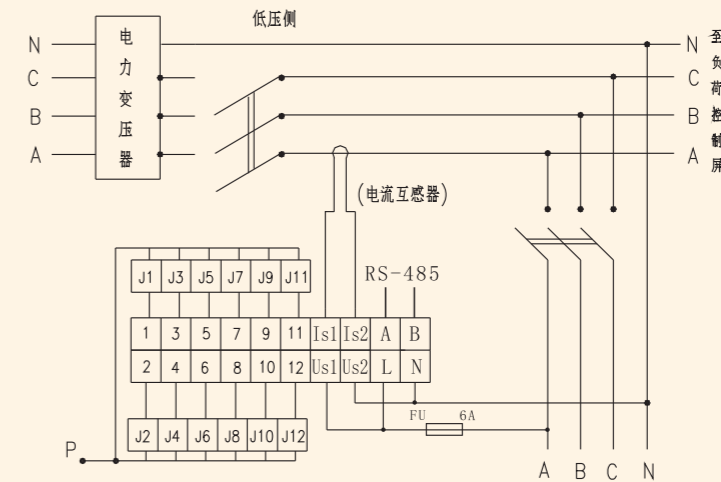 低压侧
N
C
B
A
电力变压器
N
C
B
A
至负荷控制屏
(电流互感器)
RS-485
J1 J3 J5 J7 J9 J11
1 3 5 7 9 11 Is1 Is2 A B
2 4 6 8 10 12 Us1 Us2 L N
J2 J4 J6 J8 J10 J12
FU 6A
P
A B C N